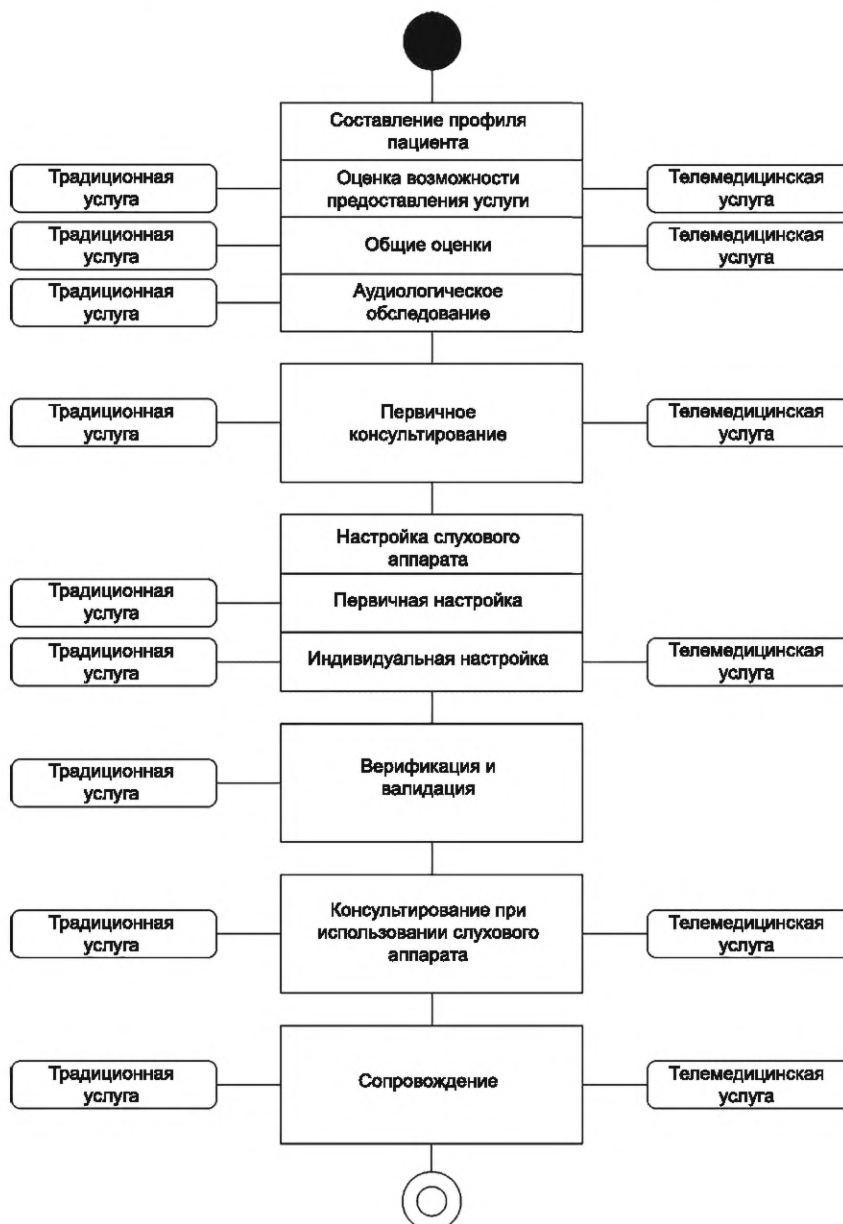 Составление профиля
пациента
Традиционная
услуга
Оценка возможности
предоставления услуги
Телемедицинская
услуга
Традиционная
услуга
Общие оценки
Телемедицинская
услуга
Традиционная
услуга
Аудиологическое
обследование
Традиционная
услуга
Первичное
консультирование
Телемедицинская
услуга
Настройка слухового
аппарата
Традиционная
услуга
Первичная настройка
Традиционная
услуга
Индивидуальная настройка
Телемедицинская
услуга
Традиционная
услуга
Верификация и
валидация
Традиционная
услуга
Консультирование при
использовании слухового
аппарата
Телемедицинская
услуга
Традиционная
услуга
Сопровождение
Телемедицинская
услуга